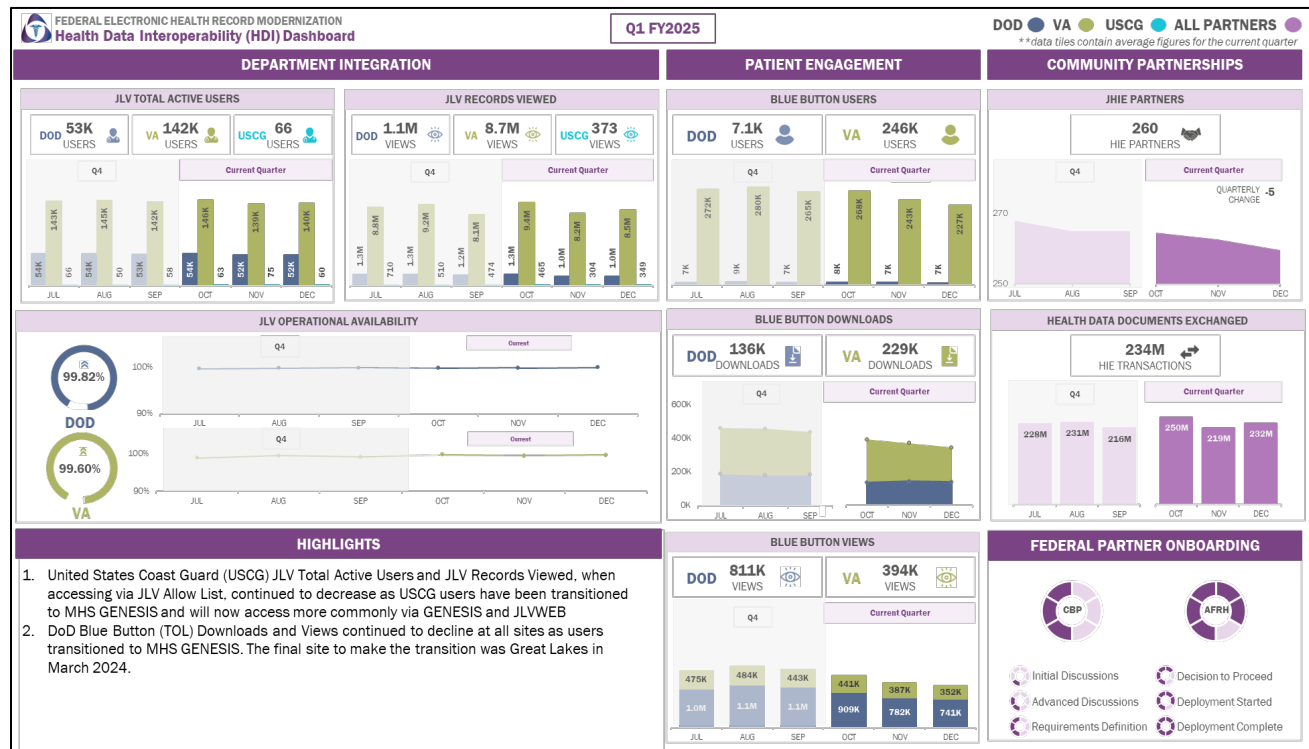 FEDERAL ELECTRONIC HEALTH RECORD MODERNIZATION
Health Data Interoperability (HDI) Dashboard
Q1 FY2025
DOD VA USCG ALL PARTNERS
**data tiles contain average figures for the current quarter
DEPARTMENT INTEGRATION
JLV TOTAL ACTIVE USERS
DOD 53K USERS
VA 142K USERS
USCG 66 USERS
Q4
Current Quarter
143K 145K 142K 146K 139K 140K
54K 66 54K 50 53K 58 54K 63 52K 75 52K 60
JUL AUG SEP OCT NOV DEC
JLV RECORDS VIEWED
DOD 1.1M VIEWS
VA 8.7M VIEWS
USCG 373 VIEWS
Q4
Current Quarter
8.8M 9.2M 8.1M 9.4M 8.2M 8.5M
1.3M 710 1.3M 510 1.2M 474 1.3M 465 1.0M 304 1.0M 349
JUL AUG SEP OCT NOV DEC
JLV OPERATIONAL AVAILABILITY
99.82%
DOD
Q4
Current
100%
90%
JUL AUG SEP OCT NOV DEC
99.60%
VA
Q4
Current
100%
90%
JUL AUG SEP OCT NOV DEC
HIGHLIGHTS
1. United States Coast Guard (USCG) JLV Total Active Users and JLV Records Viewed, when
accessing via JLV Allow List, continued to decrease as USCG users have been transitioned
to MHS GENESIS and will now access more commonly via GENESIS and JLVWEB
2. DoD Blue Button (TOL) Downloads and Views continued to decline at all sites as users
transitioned to MHS GENESIS. The final site to make the transition was Great Lakes in
March 2024.
PATIENT ENGAGEMENT
BLUE BUTTON USERS
DOD 7.1K USERS
VA 246K USERS
Q4
Current Quarter
272K 280K 265K 268K 243K 227K
7K 9K 7K 8K 7K 7K
JUL AUG SEP OCT NOV DEC
BLUE BUTTON DOWNLOADS
DOD 136K DOWNLOADS
VA 229K DOWNLOADS
Q4
Current Quarter
600K
400K
200K
0K
JUL AUG SEP OCT NOV DEC
BLUE BUTTON VIEWS
DOD 811K VIEWS
VA 394K VIEWS
Q4
Current Quarter
475K 484K 443K 441K 387K 352K
1.0M 1.1M 1.1M 909K 782K 741K
JUL AUG SEP OCT NOV DEC
COMMUNITY PARTNERSHIPS
JHIE PARTNERS
260
HIE PARTNERS
Q4
Current Quarter
QUARTERLY CHANGE -5
270
250
JUL AUG SEP OCT NOV DEC
HEALTH DATA DOCUMENTS EXCHANGED
234M
HIE TRANSACTIONS
Q4
Current Quarter
228M 231M 216M 250M 219M 232M
JUL AUG SEP OCT NOV DEC
FEDERAL PARTNER ONBOARDING
CBP AFRH
Initial Discussions Decision to Proceed
Advanced Discussions Deployment Started
Requirements Definition Deployment Complete